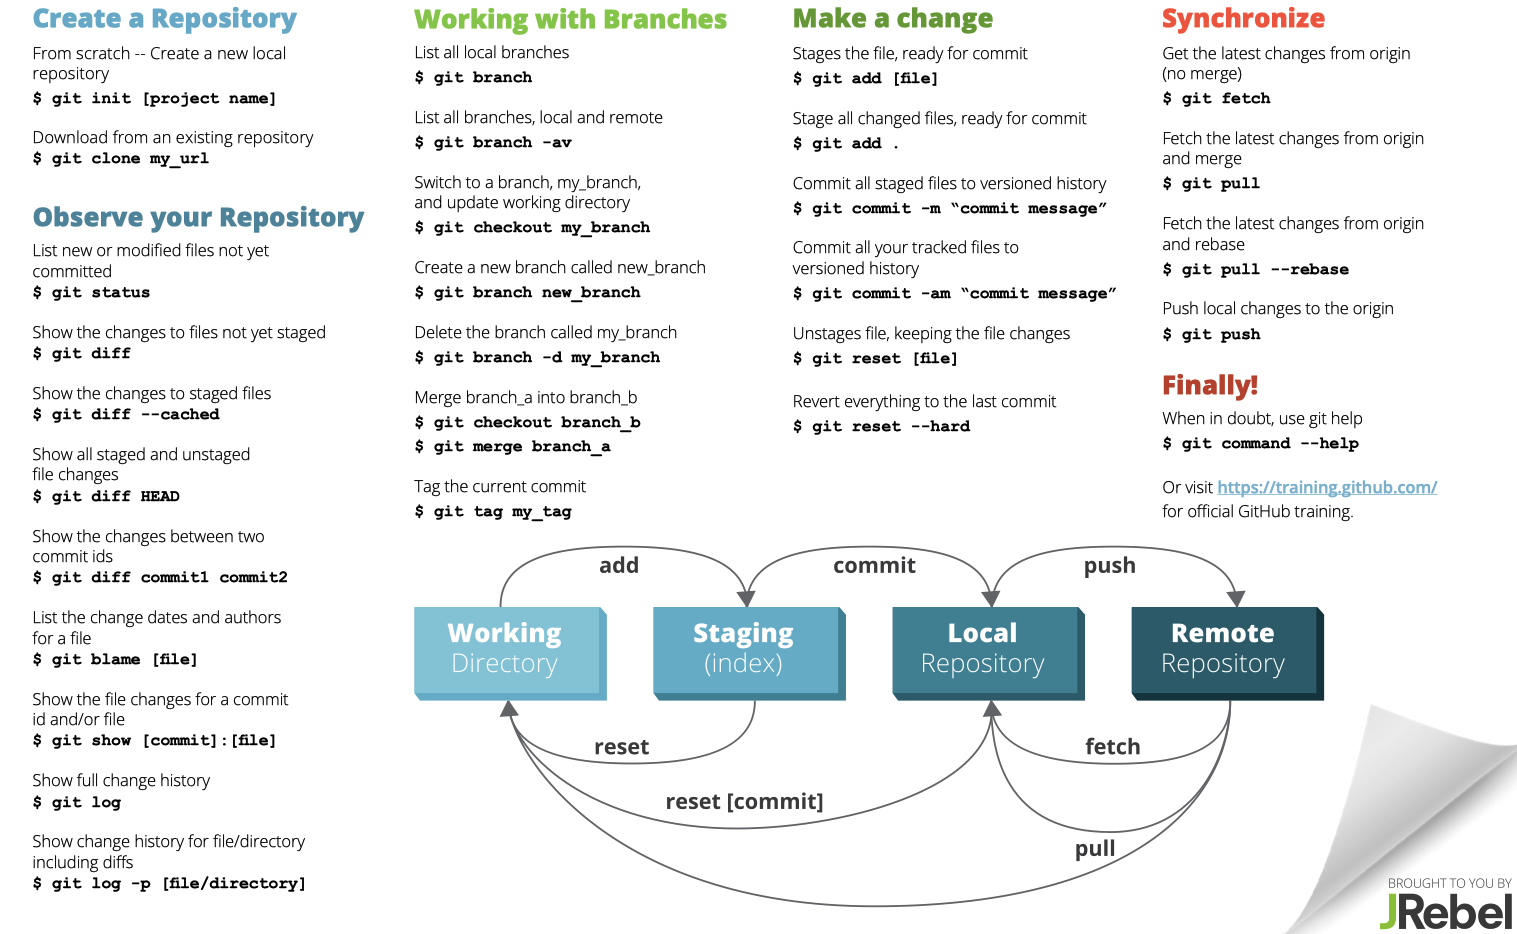 Create a Repository
From scratch -- Create a new local
repository
$ git init [project name]
Download from an existing repository
$ git clone my_url
Observe your Repository
List new or modified files not yet
committed
$ git status
Show the changes to files not yet staged
$ git diff
Show the changes to staged files
$ git diff --cached
Show all staged and unstaged
file changes
$ git diff HEAD
Show the changes between two
commit ids
$ git diff commit1 commit2
List the change dates and authors
for a file
$ git blame [file]
Show the file changes for a commit
id and/or file
$ git show [commit]:[file]
Show full change history
$ git log
Show change history for file/directory
including diffs
$ git log -p [file/directory]
Working with Branches
List all local branches
$ git branch
List all branches, local and remote
$ git branch -av
Switch to a branch, my_branch,
and update working directory
$ git checkout my_branch
Create a new branch called new_branch
$ git branch new_branch
Delete the branch called my_branch
$ git branch -d my_branch
Merge branch_a into branch_b
$ git checkout branch_b
$ git merge branch_a
Tag the current commit
$ git tag my_tag
Make a change
Stages the file, ready for commit
$ git add [file]
Stage all changed files, ready for commit
$ git add .
Commit all staged files to versioned history
$ git commit -m “commit message”
Commit all your tracked files to
versioned history
$ git commit -am “commit message”
Unstages file, keeping the file changes
$ git reset [file]
Revert everything to the last commit
$ git reset --hard
Synchronize
Get the latest changes from origin
(no merge)
$ git fetch
Fetch the latest changes from origin
and merge
$ git pull
Fetch the latest changes from origin
and rebase
$ git pull --rebase
Push local changes to the origin
$ git push
Finally!
When in doubt, use git help
$ git command --help
Or visit https://training.github.com/
for official GitHub training.
add
commit
push
Working
Directory
Staging
(index)
Local
Repository
Remote
Repository
reset
fetch
reset [commit]
pull
BROUGHT TO YOU BY
JRebel